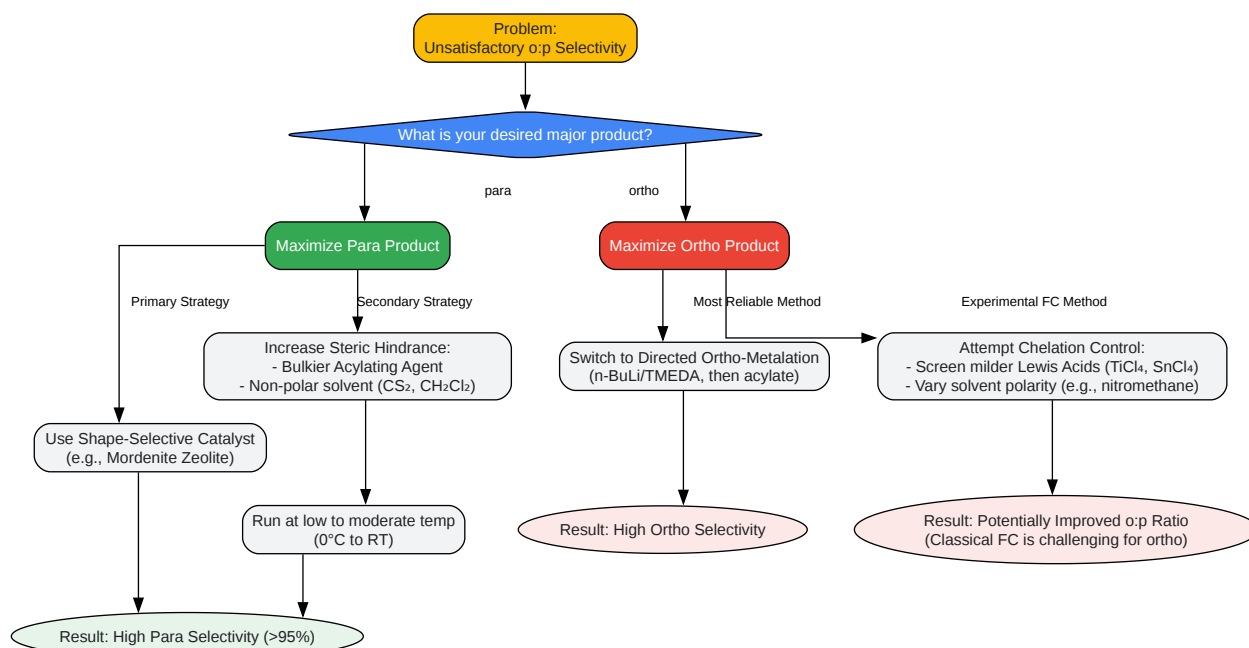 Problem:
Unsatisfactory o:p Selectivity
What is your desired major product?
para
ortho
Maximize Para Product
Maximize Ortho Product
Primary Strategy
Secondary Strategy
Most Reliable Method
Experimental FC Method
Increase Steric Hindrance:
- Bulkier Acylating Agent
- Non-polar solvent (CS₂, CH₂Cl₂)
Switch to Directed Ortho-Metalation
(n-BuLi/TMEDA, then acylate)
Attempt Chelation Control:
- Screen milder Lewis Acids (TiCl₄, SnCl₄)
- Vary solvent polarity (e.g., nitromethane)
Use Shape-Selective Catalyst
(e.g., Mordenite Zeolite)
Run at low to moderate temp
(0°C to RT)
Result: High Ortho Selectivity
Result: Potentially Improved o:p Ratio
(Classical FC is challenging for ortho)
Result: High Para Selectivity (>95%)